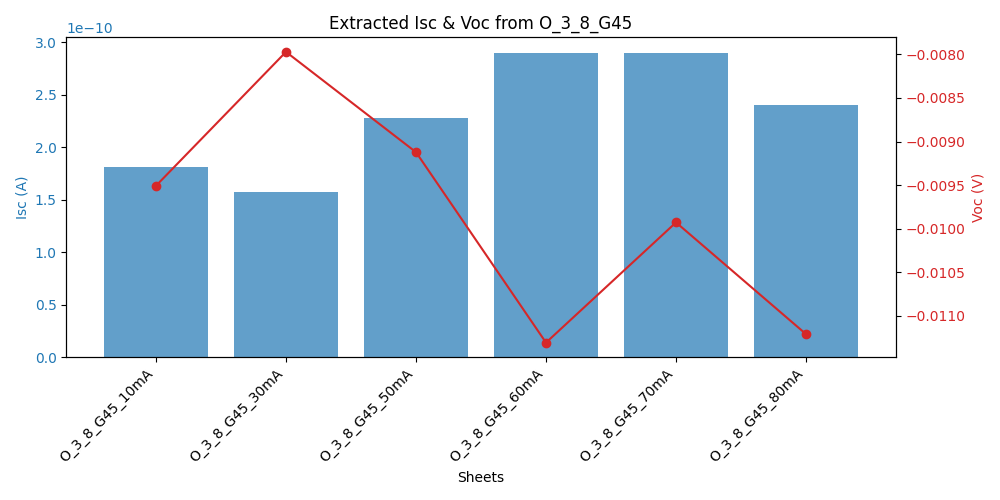 Extracted Isc & Voc from O_3_8_G45
1e−10
3.0
2.5
2.0
1.5
1.0
0.5
0.0
Isc (A)
−0.0080
−0.0085
−0.0090
−0.0095
−0.0100
−0.0105
−0.0110
Voc (V)
O_3_8_G45_10mA
O_3_8_G45_30mA
O_3_8_G45_50mA
O_3_8_G45_60mA
O_3_8_G45_70mA
O_3_8_G45_80mA
Sheets